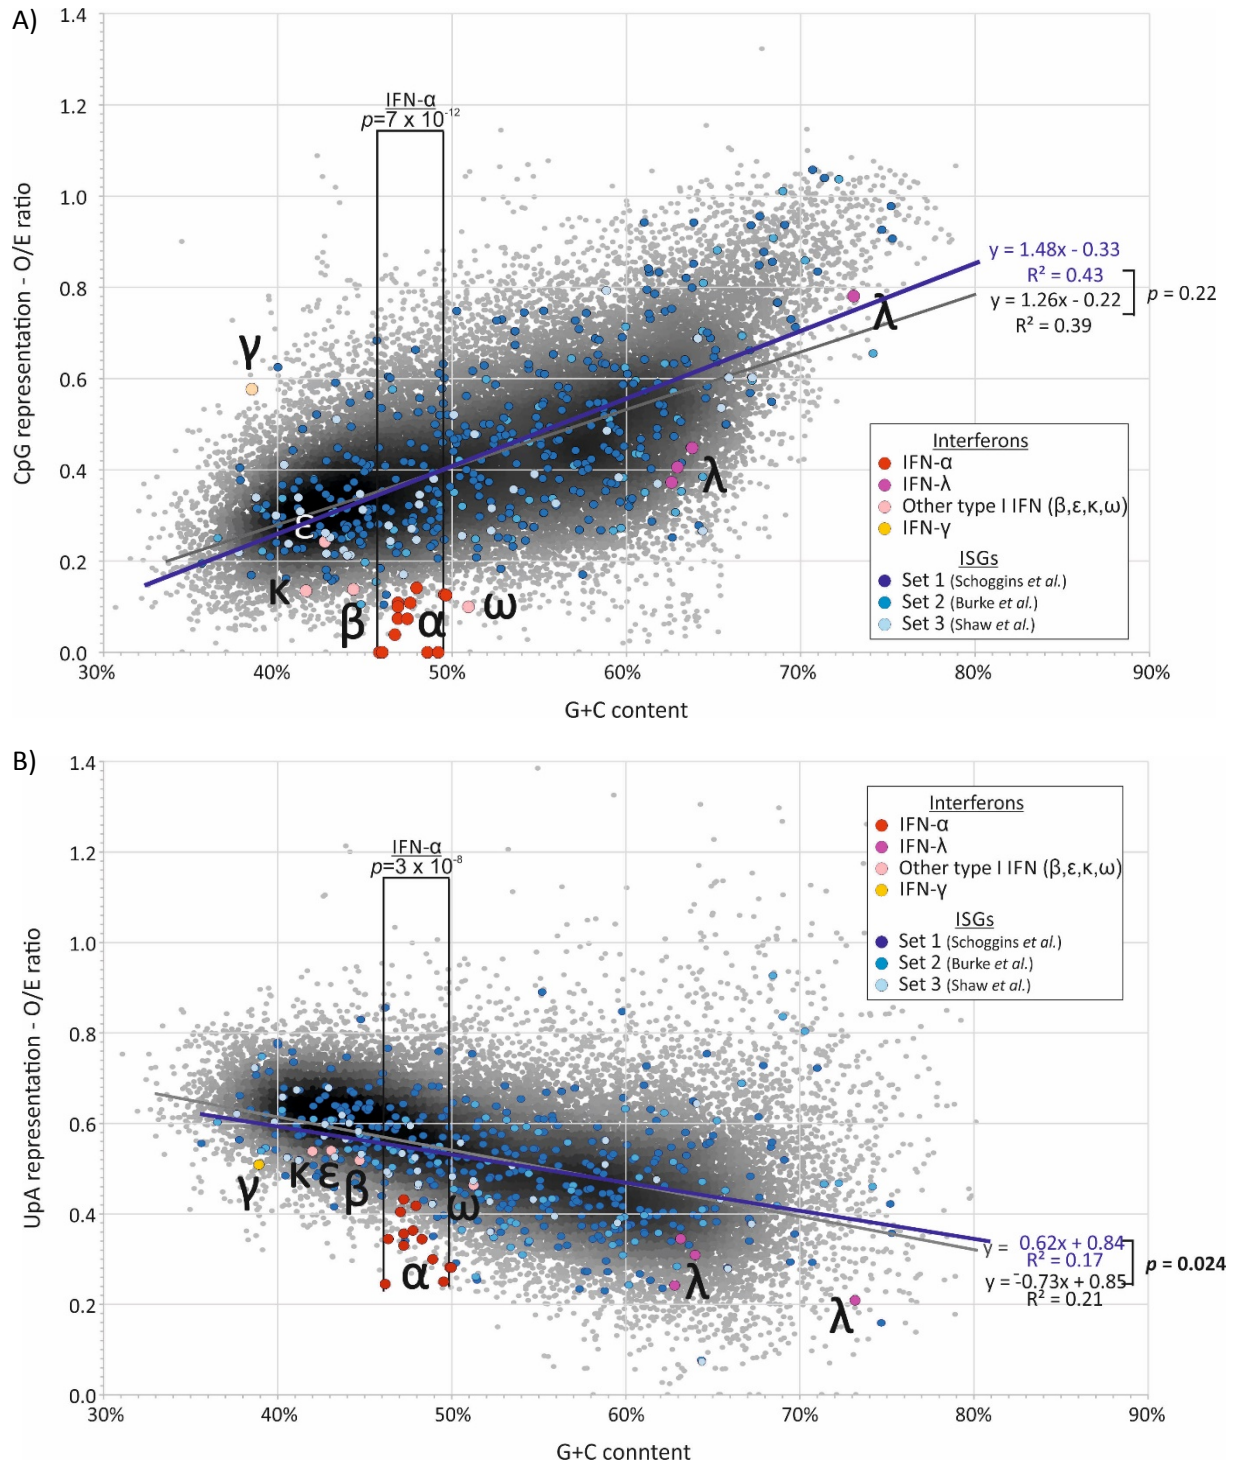 A)
1.4
1.2
1.0
0.8
0.6
0.4
0.2
0.0
CpG representation - O/E ratio
IFN-α
p=7 x 10-12
γ
ε
κ
β
α
ω
λ
λ
y = 1.48x - 0.33
R² = 0.43
y = 1.26x - 0.22
R² = 0.39
p = 0.22
Interferons
IFN-α
IFN-λ
Other type I IFN (β,ε,κ,ω)
IFN-γ
ISGs
Set 1 (Schoggins et al.)
Set 2 (Burke et al.)
Set 3 (Shaw et al.)
30% 40% 50% 60% 70% 80% 90%
G+C content
B)
1.4
1.2
1.0
0.8
0.6
0.4
0.2
0.0
UpA representation - O/E ratio
IFN-α
p=3 x 10-8
Interferons
IFN-α
IFN-λ
Other type I IFN (β,ε,κ,ω)
IFN-γ
ISGs
Set 1 (Schoggins et al.)
Set 2 (Burke et al.)
Set 3 (Shaw et al.)
γ
κ
ε
β
ω
α
λ
λ
y = 0.62x + 0.84
R² = 0.17
y = -0.73x + 0.85
R² = 0.21
p = 0.024
30% 40% 50% 60% 70% 80% 90%
G+C conntent